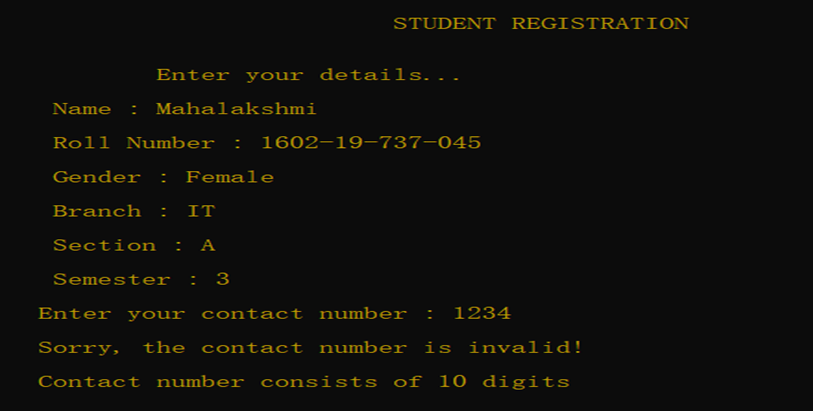 STUDENT REGISTRATION
Enter your details...
Name : Mahalakshmi
Roll Number : 1602-19-737-045
Gender : Female
Branch : IT
Section : A
Semester : 3
Enter your contact number : 1234
Sorry, the contact number is invalid!
Contact number consists of 10 digits